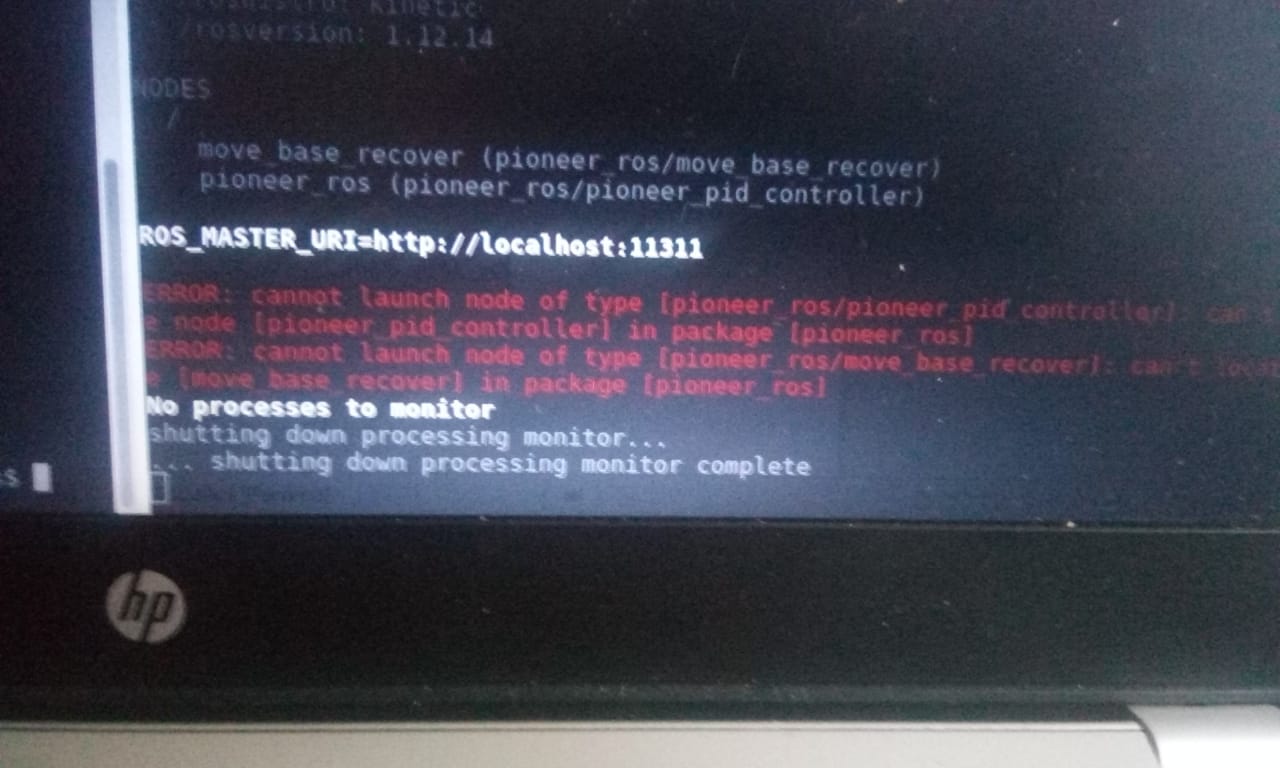 /rosdistro: kinetic
/rosversion: 1.12.14
NODES
/
move_base_recover (pioneer_ros/move_base_recover)
pioneer_ros (pioneer_ros/pioneer_pid_controller)
ROS_MASTER_URI=http://localhost:11311
ERROR: cannot launch node of type [pioneer_ros/pioneer_pid_controller]: can't
e node [pioneer_pid_controller] in package [pioneer_ros]
ERROR: cannot launch node of type [pioneer_ros/move_base_recover]: can't locat
e [move_base_recover] in package [pioneer_ros]
No processes to monitor
shutting down processing monitor...
... shutting down processing monitor complete
s
hp